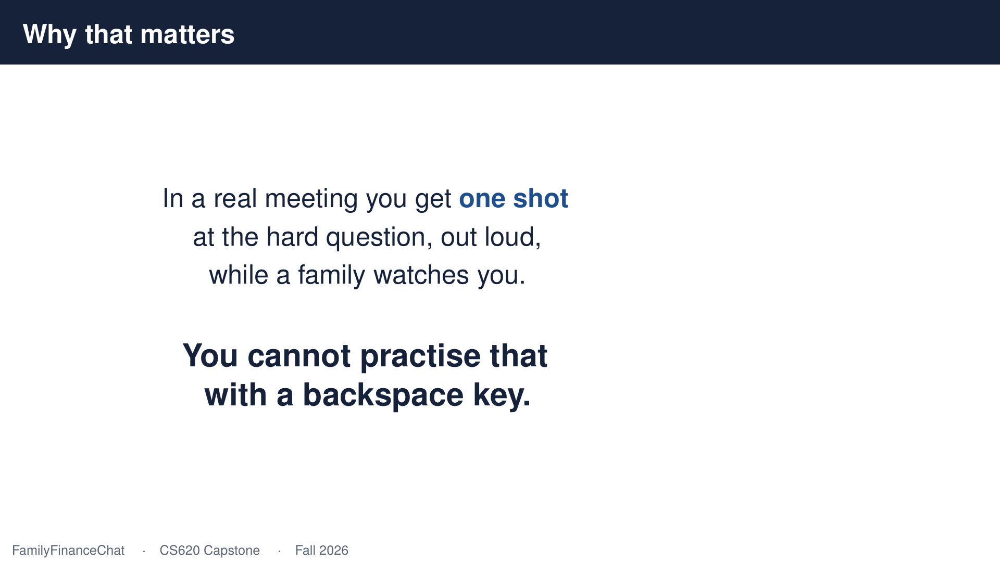 Why that matters
In a real meeting you get one shot
at the hard question, out loud,
while a family watches you.
You cannot practise that
with a backspace key.
FamilyFinanceChat · CS620 Capstone · Fall 2026